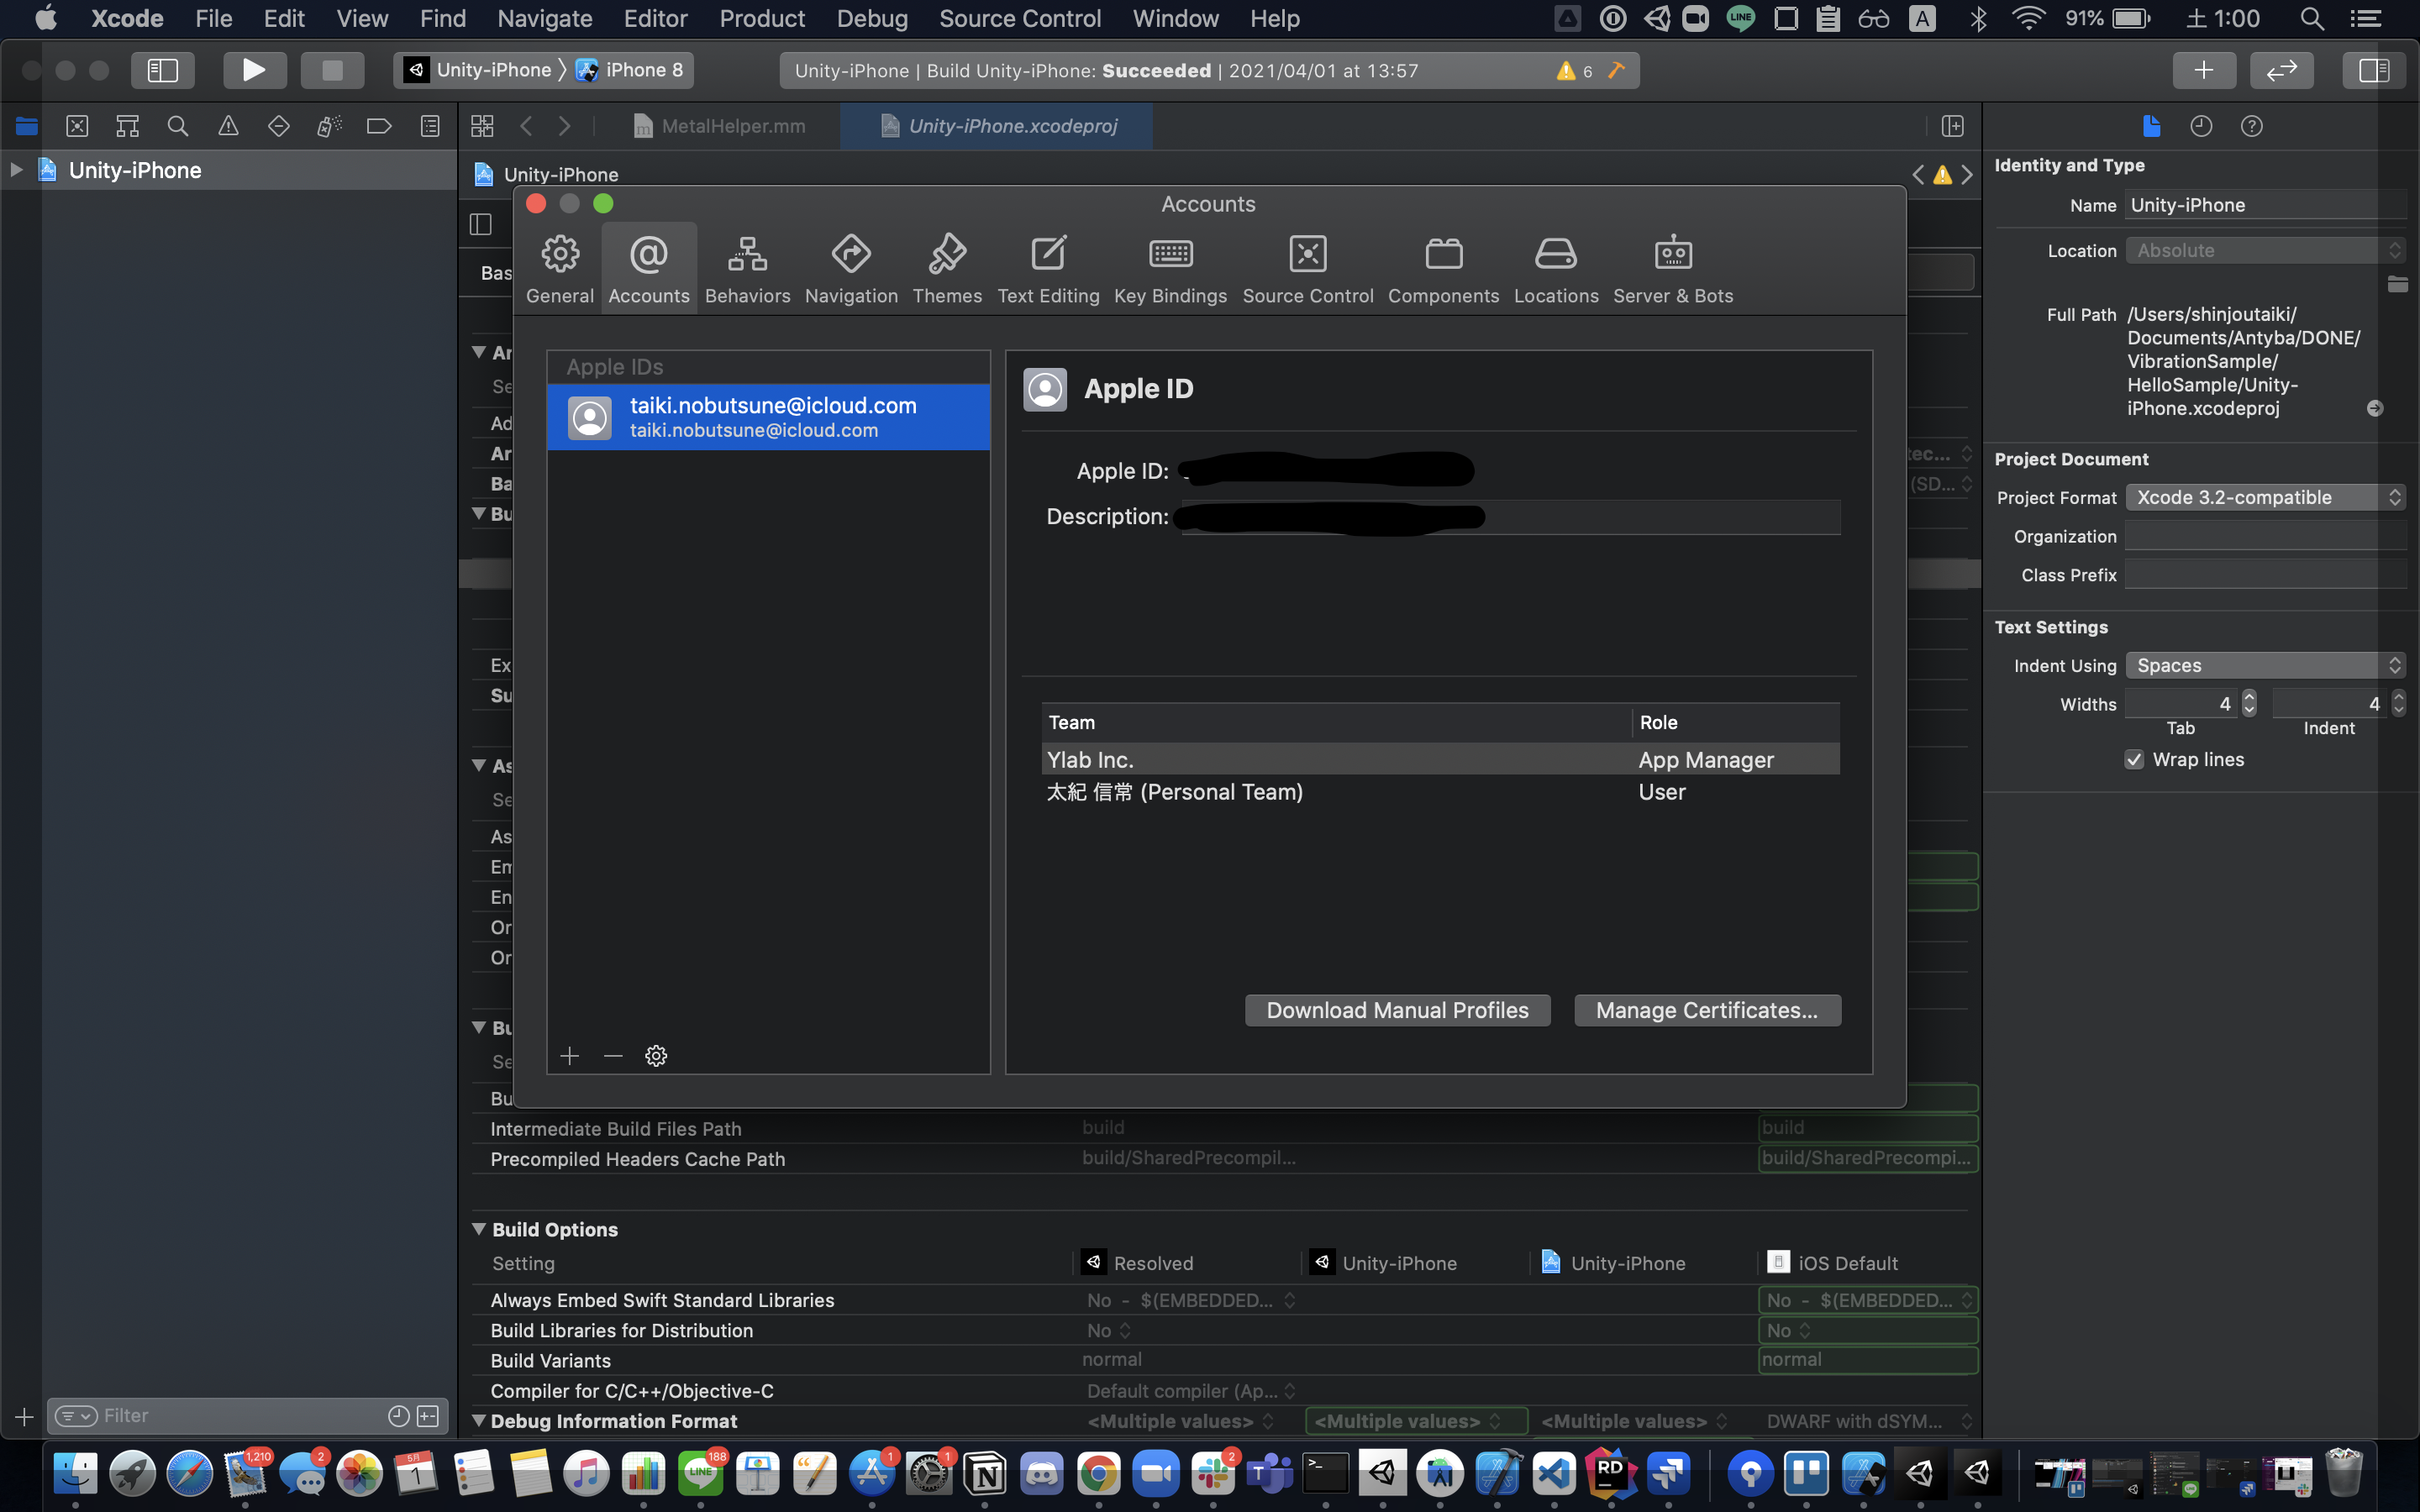 Xcode File Edit View Find Navigate Editor Product Debug Source Control Window Help
LINE A 91% 土 1:00
Unity-iPhone iPhone 8
Unity-iPhone | Build Unity-iPhone: Succeeded | 2021/04/01 at 13:57 6
MetalHelper.mm
Unity-iPhone.xcodeproj
Unity-iPhone
Unity-iPhone
Accounts
General Accounts Behaviors Navigation Themes Text Editing Key Bindings Source Control Components Locations Server & Bots
Bas
Apple IDs
taiki.nobutsune@icloud.com
taiki.nobutsune@icloud.com
Apple ID
Apple ID:
Description:
Team Role
Ylab Inc. App Manager
太紀 信常 (Personal Team) User
Download Manual Profiles
Manage Certificates...
Ar
Se
Ad
Ar
Ba
Bu
Ex
Su
As
Se
As
Em
En
Or
Or
Bu
Se
Bu
tec...
(SD...
Intermediate Build Files Path build build
Precompiled Headers Cache Path build/SharedPrecompil... build/SharedPrecompi...
Build Options
Setting Resolved Unity-iPhone Unity-iPhone iOS Default
Always Embed Swift Standard Libraries No - $(EMBEDDED... No - $(EMBEDDED...
Build Libraries for Distribution No No
Build Variants normal normal
Compiler for C/C++/Objective-C Default compiler (Ap...
Debug Information Format <Multiple values> <Multiple values> <Multiple values> DWARF with dSYM...
Filter
Identity and Type
Name Unity-iPhone
Location Absolute
Full Path /Users/shinjoutaiki/
Documents/Antyba/DONE/
VibrationSample/
HelloSample/Unity-
iPhone.xcodeproj
Project Document
Project Format Xcode 3.2-compatible
Organization
Class Prefix
Text Settings
Indent Using Spaces
Widths 4 4
Tab Indent
Wrap lines
1,210 2 5月 1 188 LINE 1 1 2 RD